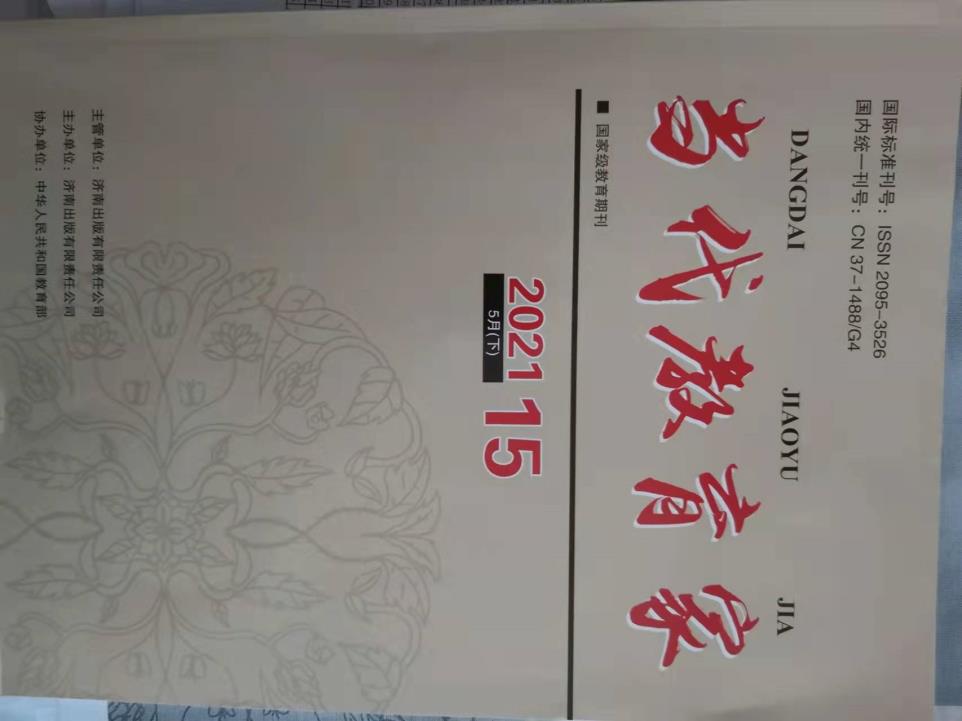 国际标准刊号：ISSN 2095-3526
国内统一刊号：CN 37-1488/G4
DANGDAI JIAOYU JIA
当代教育家
■ 国家级教育期刊
2021 15
5月(下)
主管单位：济南出版有限责任公司
主办单位：济南出版有限责任公司
协办单位：中华人民共和国教育部